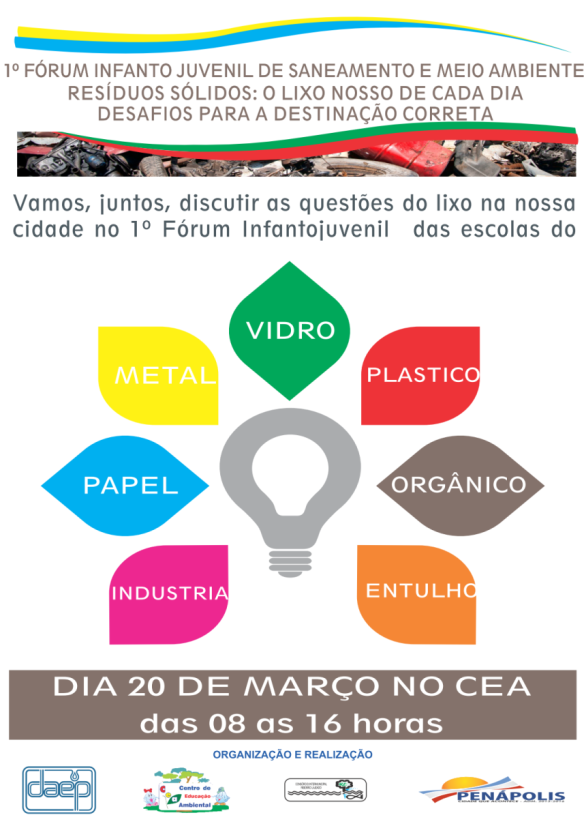 1º FÓRUM INFANTO JUVENIL DE SANEAMENTO E MEIO AMBIENTE
RESÍDUOS SÓLIDOS: O LIXO NOSSO DE CADA DIA
DESAFIOS PARA A DESTINAÇÃO CORRETA
Vamos, juntos, discutir as questões do lixo na nossa
cidade no 1º Fórum Infantojuvenil das escolas do
VIDRO
METAL
PLASTICO
PAPEL
ORGÂNICO
INDUSTRIA
ENTULHO
DIA 20 DE MARÇO NO CEA
das 08 as 16 horas
ORGANIZAÇÃO E REALIZAÇÃO
daep
Centro de
Educação
Ambiental
PENÁPOLIS